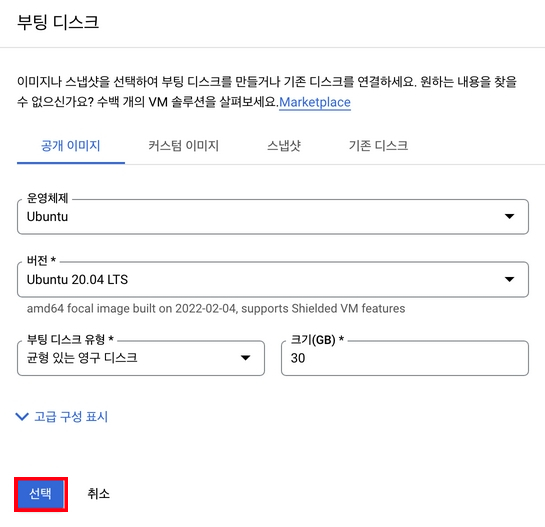 부팅 디스크
이미지나 스냅샷을 선택하여 부팅 디스크를 만들거나 기존 디스크를 연결하세요. 원하는 내용을 찾을
수 없으신가요? 수백 개의 VM 솔루션을 살펴보세요.Marketplace
공개 이미지 커스텀 이미지 스냅샷 기존 디스크
운영체제
Ubuntu
버전 *
Ubuntu 20.04 LTS
amd64 focal image built on 2022-02-04, supports Shielded VM features
부팅 디스크 유형 * 크기(GB) *
균형 있는 영구 디스크 30
고급 구성 표시
선택 취소